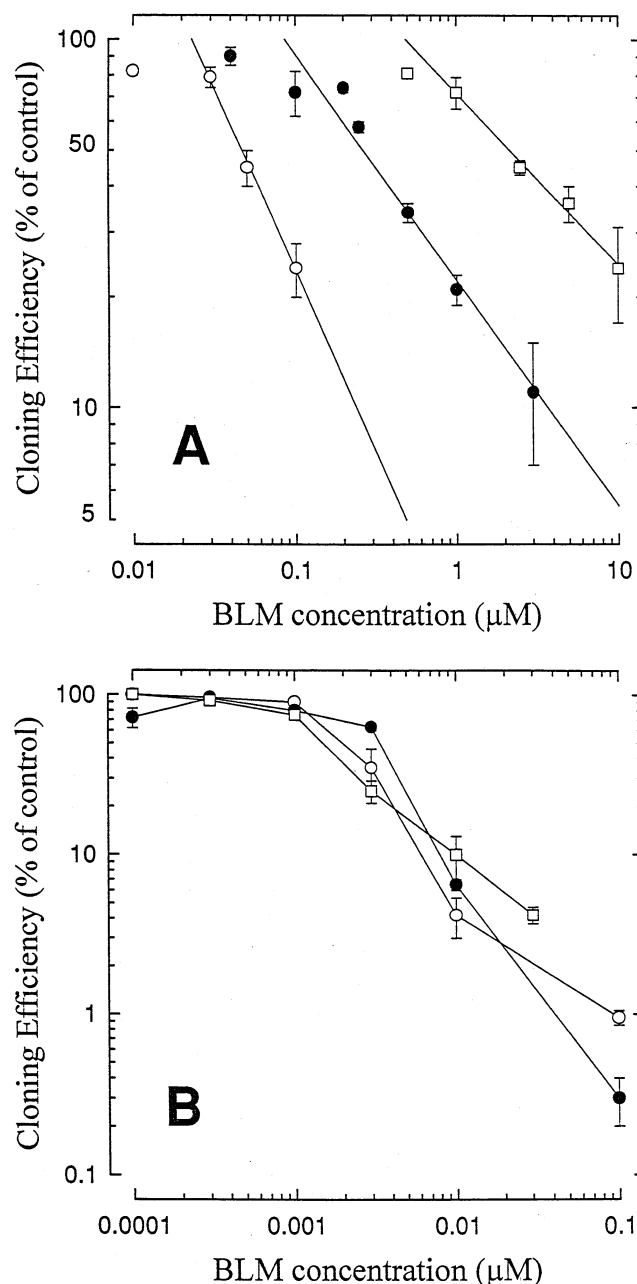 100
50
10
5
Cloning Efficiency (% of control)
A
0.01
0.1
1
10
BLM concentration (μM)
100
10
1
0.1
Cloning Efficiency (% of control)
B
0.0001
0.001
0.01
0.1
BLM concentration (μM)